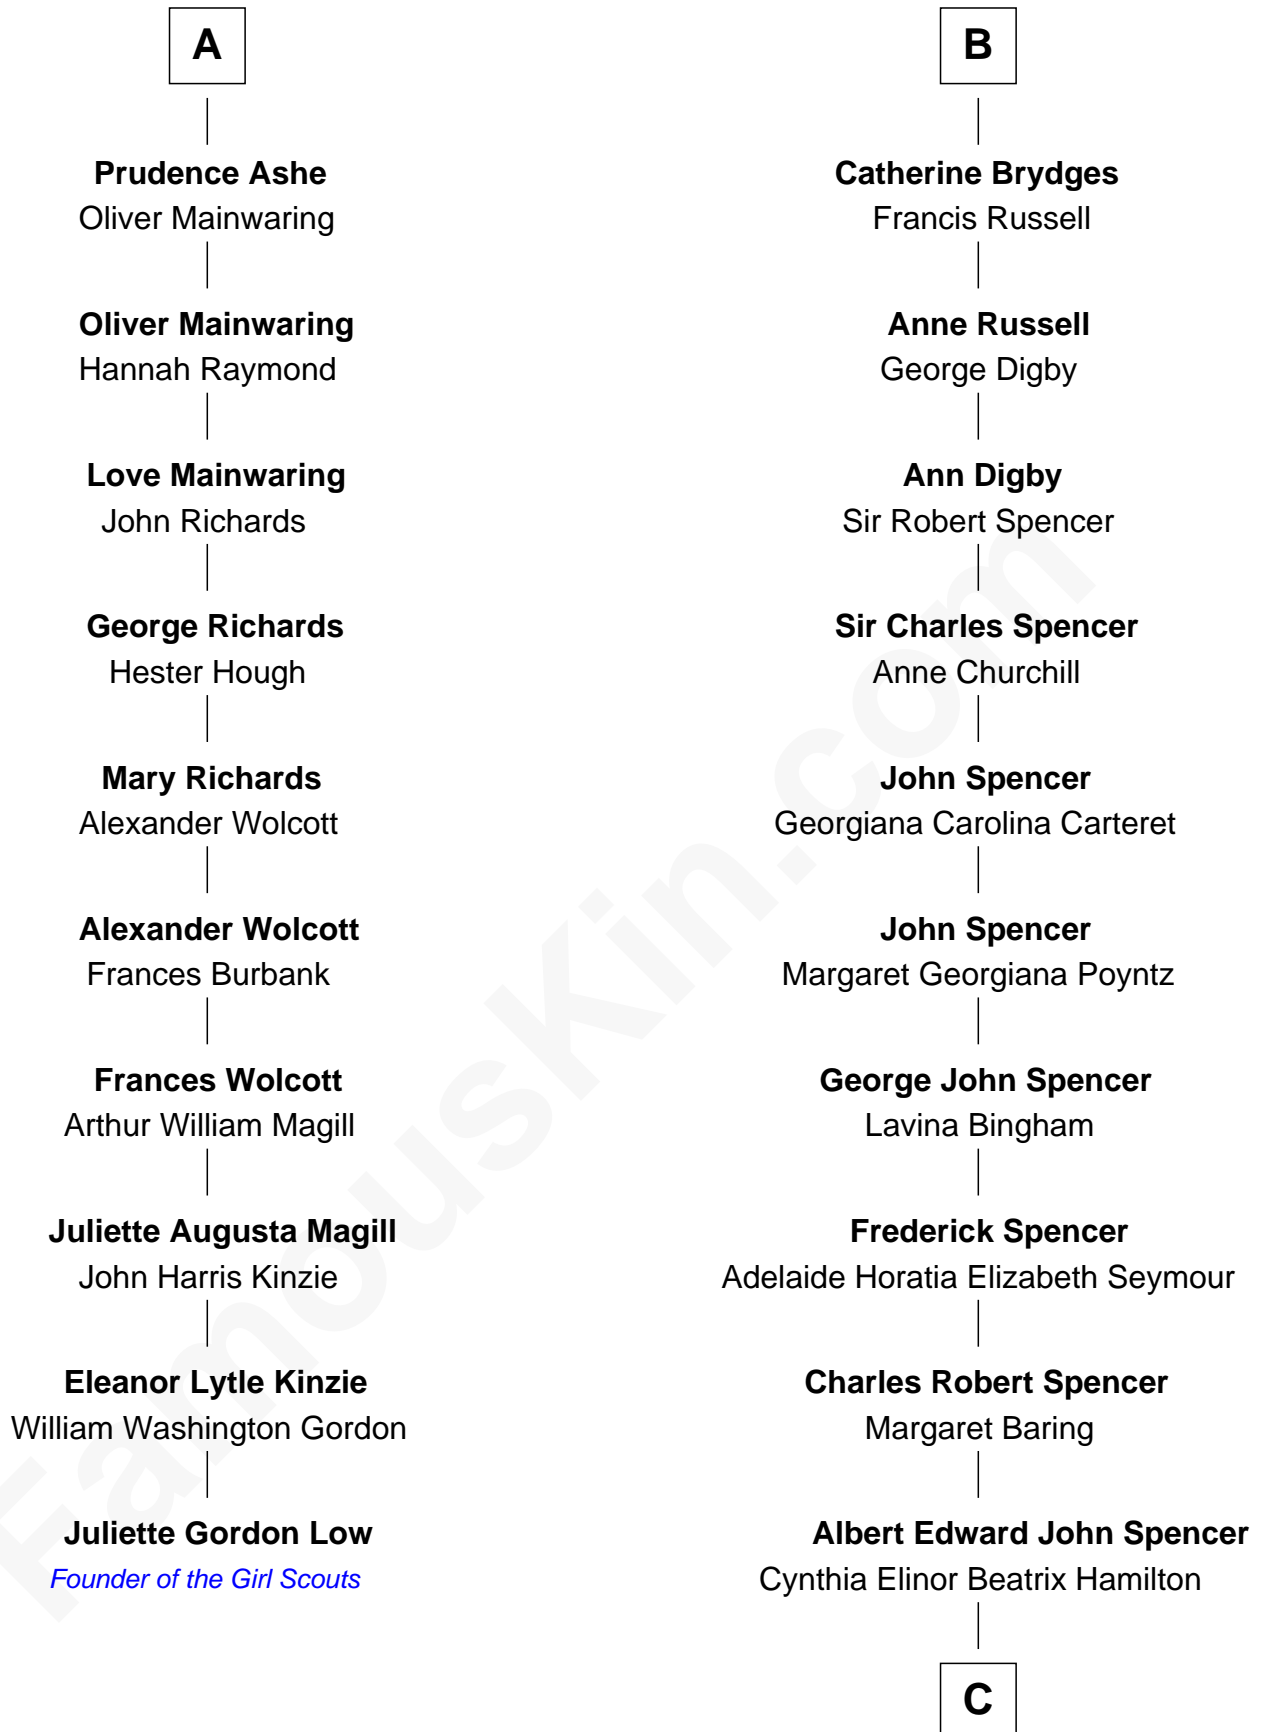 A
Prudence Ashe
Oliver Mainwaring
Oliver Mainwaring
Hannah Raymond
Love Mainwaring
John Richards
George Richards
Hester Hough
Mary Richards
Alexander Wolcott
Alexander Wolcott
Frances Burbank
Frances Wolcott
Arthur William Magill
Juliette Augusta Magill
John Harris Kinzie
Eleanor Lytle Kinzie
William Washington Gordon
Juliette Gordon Low
Founder of the Girl Scouts
B
Catherine Brydges
Francis Russell
Anne Russell
George Digby
Ann Digby
Sir Robert Spencer
Sir Charles Spencer
Anne Churchill
John Spencer
Georgiana Carolina Carteret
John Spencer
Margaret Georgiana Poyntz
George John Spencer
Lavina Bingham
Frederick Spencer
Adelaide Horatia Elizabeth Seymour
Charles Robert Spencer
Margaret Baring
Albert Edward John Spencer
Cynthia Elinor Beatrix Hamilton
C
FamousKin.com